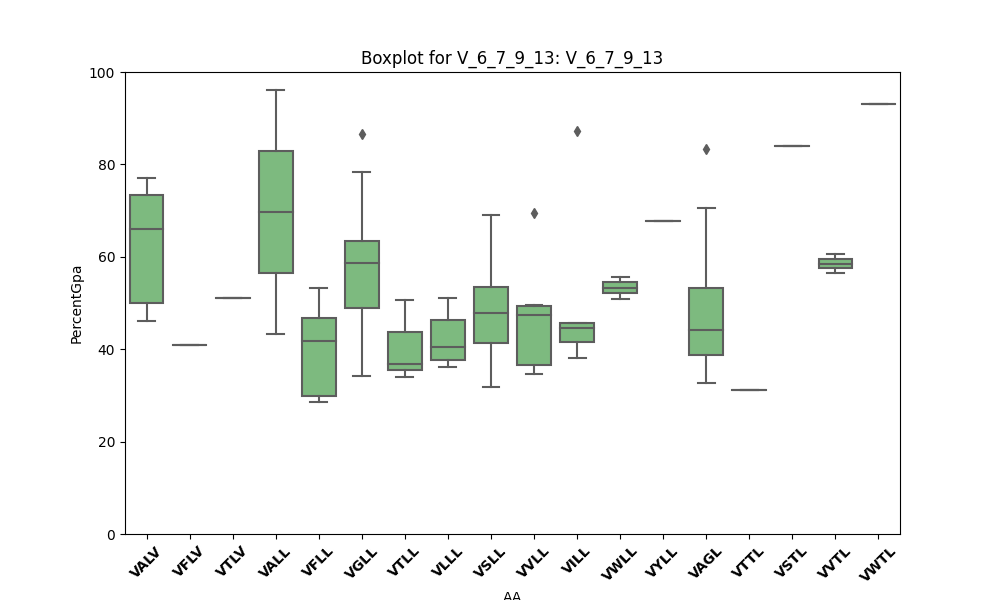 Boxplot for V_6_7_9_13: V_6_7_9_13
100
80
60
40
20
0
PercentGpa
VALV VFLV VTLV VALL VFLL VGLL VTLL VLLL VSLL VVLL VILL VWLL VYLL VAGL VTTL VSTL VVTL VWTL
AA